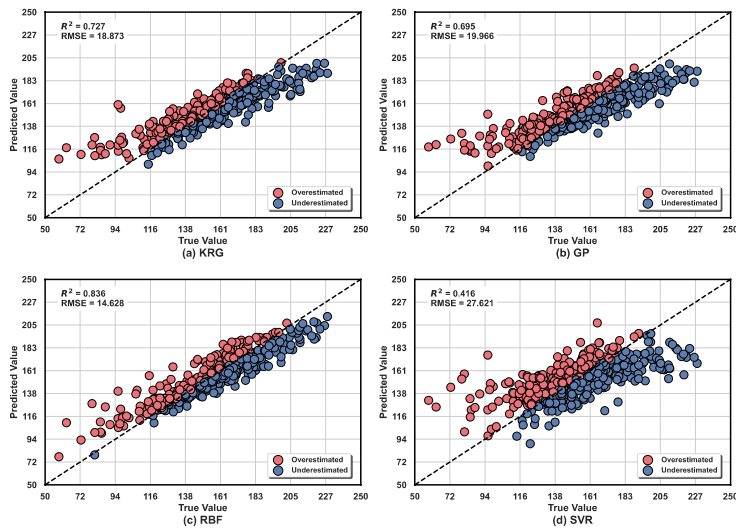 250
227
205
183
161
138
116
94
72
50
Predicted Value
R² = 0.727
RMSE = 18.873
Overestimated
Underestimated
50 72 94 116 138 161 183 205 227 250
True Value
(a) KRG
250
227
205
183
161
138
116
94
72
50
Predicted Value
R² = 0.695
RMSE = 19.966
Overestimated
Underestimated
50 72 94 116 138 161 183 205 227 250
True Value
(b) GP
250
227
205
183
161
138
116
94
72
50
Predicted Value
R² = 0.836
RMSE = 14.628
Overestimated
Underestimated
50 72 94 116 138 161 183 205 227 250
True Value
(c) RBF
250
227
205
183
161
138
116
94
72
50
Predicted Value
R² = 0.416
RMSE = 27.621
Overestimated
Underestimated
50 72 94 116 138 161 183 205 227 250
True Value
(d) SVR